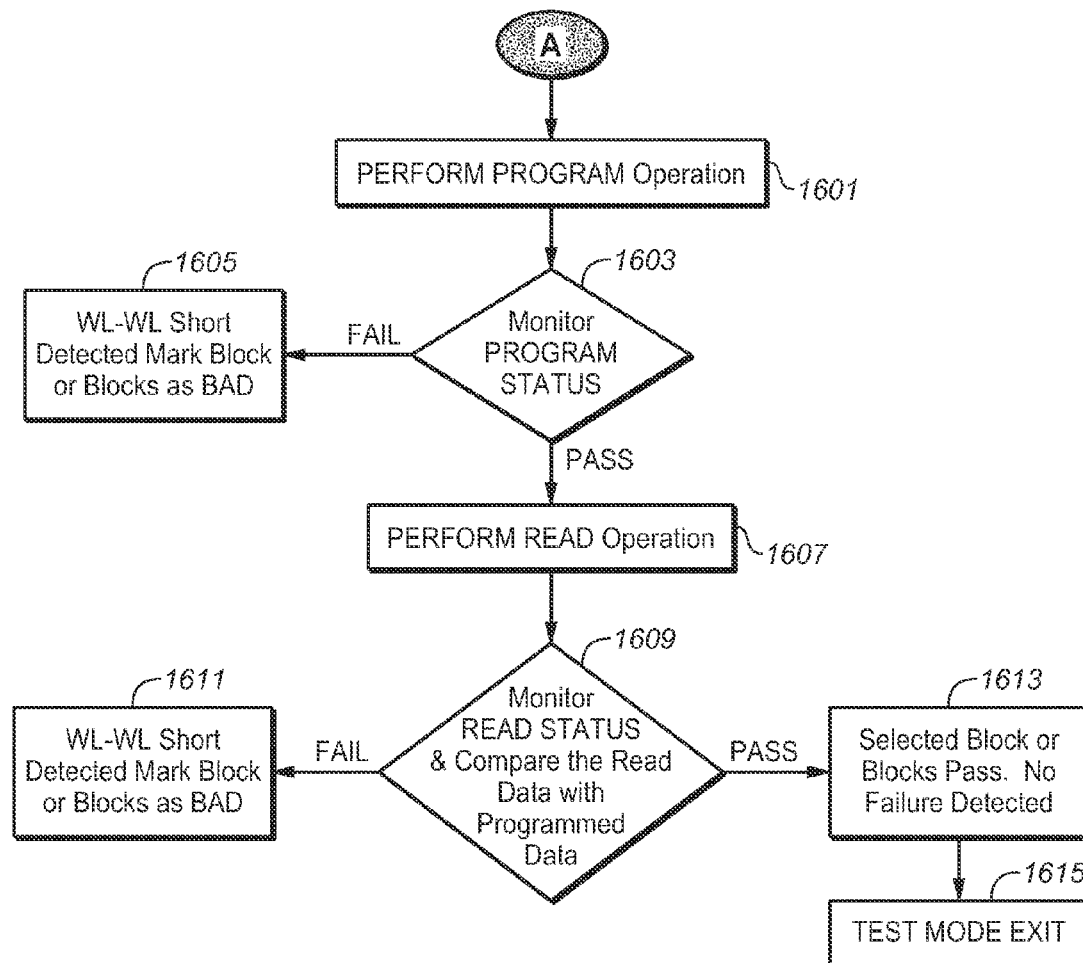 A
PERFORM PROGRAM Operation
1601
1603
1605
Monitor
PROGRAM
STATUS
FAIL
WL-WL Short
Detected Mark Block
or Blocks as BAD
PASS
PERFORM READ Operation
1607
1609
1611
1613
Monitor
READ STATUS
& Compare the Read
Data with
Programmed
Data
FAIL
WL-WL Short
Detected Mark Block
or Blocks as BAD
PASS
Selected Block or
Blocks Pass. No
Failure Detected
1615
TEST MODE EXIT